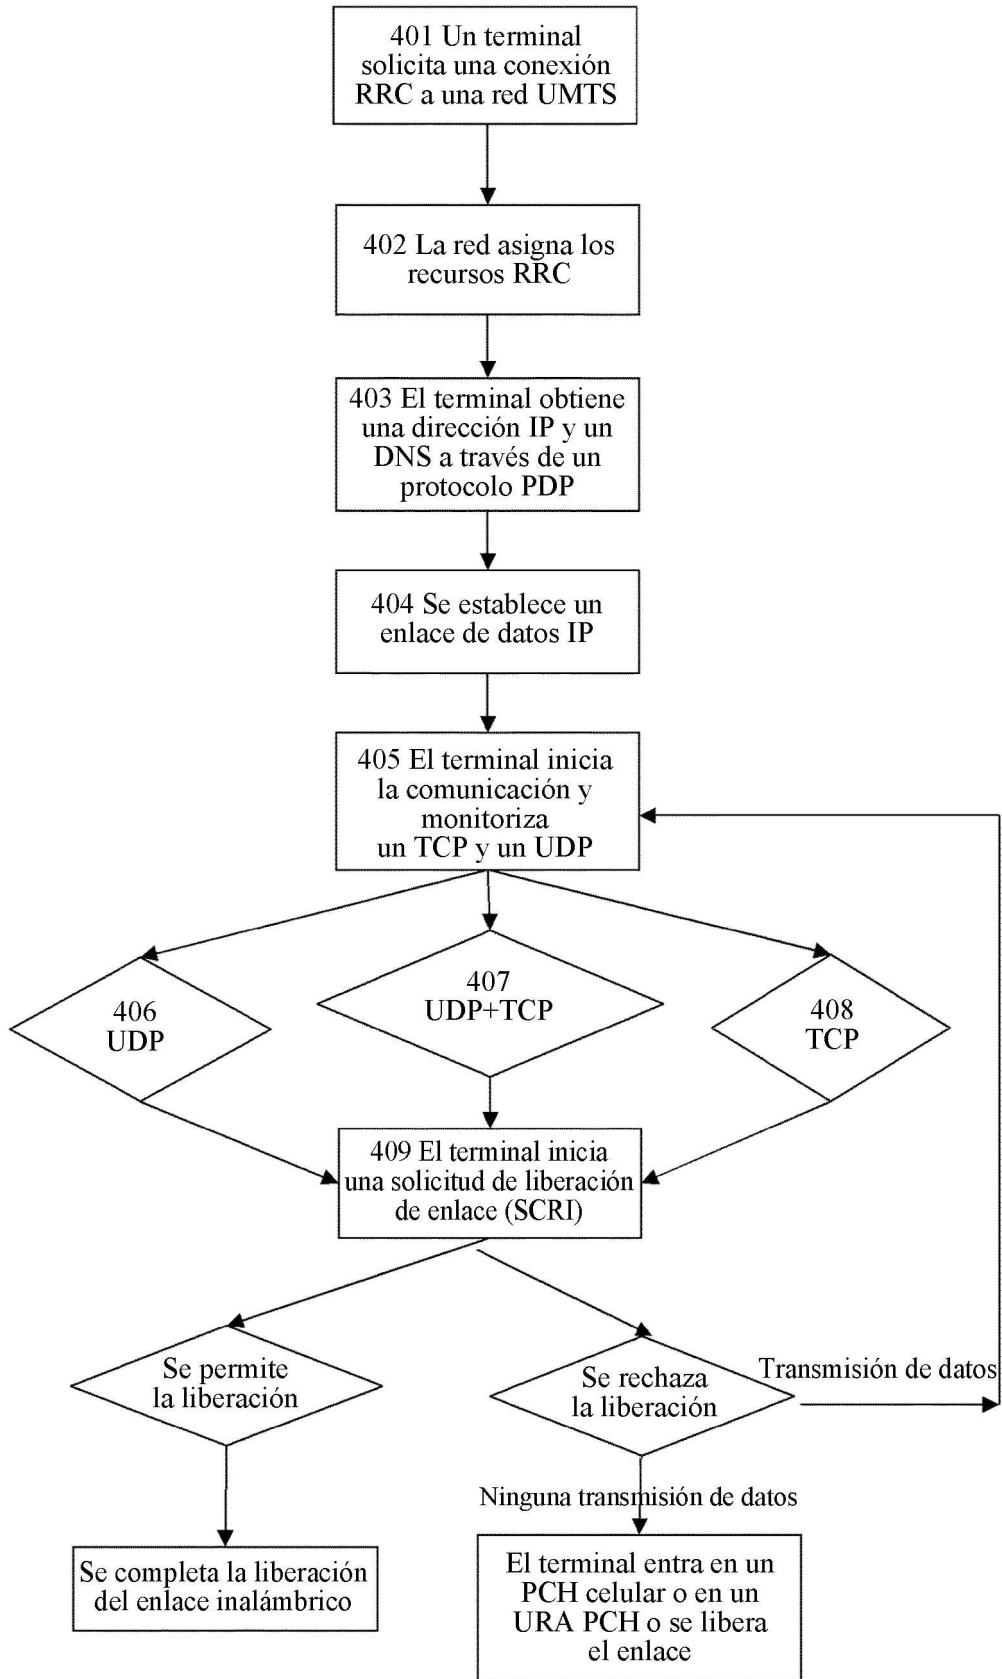 401 Un terminal
solicita una conexión
RRC a una red UMTS
402 La red asigna los
recursos RRC
403 El terminal obtiene
una dirección IP y un
DNS a través de un
protocolo PDP
404 Se establece un
enlace de datos IP
405 El terminal inicia
la comunicación y
monitoriza
un TCP y un UDP
406
UDP
407
UDP+TCP
408
TCP
409 El terminal inicia
una solicitud de liberación
de enlace (SCRI)
Se permite
la liberación
Se rechaza
la liberación
Transmisión de datos
Ninguna transmisión de datos
Se completa la liberación
del enlace inalámbrico
El terminal entra en un
PCH celular o en un
URA PCH o se libera
el enlace